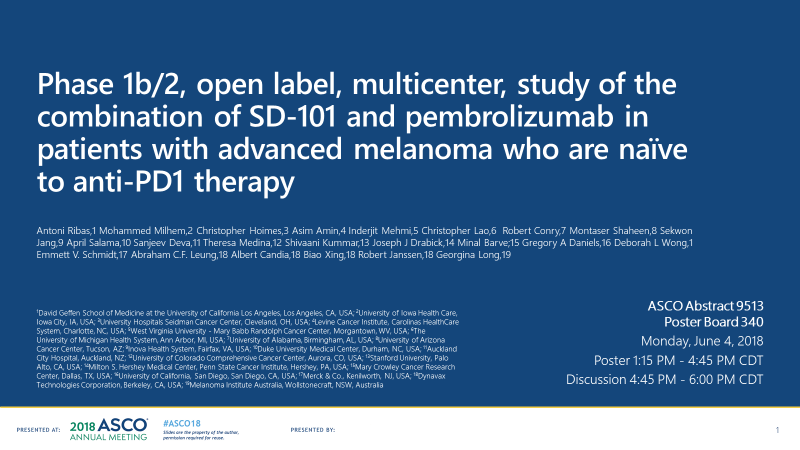 Phase 1b/2, open label, multicenter, study of the
combination of SD-101 and pembrolizumab in
patients with advanced melanoma who are naïve
to anti-PD1 therapy
Antoni Ribas,1 Mohammed Milhem,2 Christopher Hoimes,3 Asim Amin,4 Inderjit Mehmi,5 Christopher Lao,6 Robert Conry,7 Montaser Shaheen,8 Sekwon
Jang,9 April Salama,10 Sanjeev Deva,11 Theresa Medina,12 Shivaani Kummar,13 Joseph J Drabick,14 Minal Barve;15 Gregory A Daniels,16 Deborah L Wong,1
Emmett V. Schmidt,17 Abraham C.F. Leung,18 Albert Candia,18 Biao Xing,18 Robert Janssen,18 Georgina Long,19
¹David Geffen School of Medicine at the University of California Los Angeles, Los Angeles, CA, USA; ²University of Iowa Health Care,
Iowa City, IA, USA; ³University Hospitals Seidman Cancer Center, Cleveland, OH, USA; ⁴Levine Cancer Institute, Carolinas HealthCare
System, Charlotte, NC, USA; ⁵West Virginia University - Mary Babb Randolph Cancer Center, Morgantown, WV, USA; ⁶The
University of Michigan Health System, Ann Arbor, MI, USA; ⁷University of Alabama, Birmingham, AL, USA; ⁸University of Arizona
Cancer Center, Tucson, AZ; ⁹Inova Health System, Fairfax, VA, USA; ¹⁰Duke University Medical Center, Durham, NC, USA; ¹¹Auckland
City Hospital, Auckland, NZ; ¹²University of Colorado Comprehensive Cancer Center, Aurora, CO, USA; ¹³Stanford University, Palo
Alto, CA, USA; ¹⁴Milton S. Hershey Medical Center, Penn State Cancer Institute, Hershey, PA, USA; ¹⁵Mary Crowley Cancer Research
Center, Dallas, TX, USA; ¹⁶University of California, San Diego, San Diego, CA, USA; ¹⁷Merck & Co., Kenilworth, NJ, USA; ¹⁸Dynavax
Technologies Corporation, Berkeley, CA, USA; ¹⁹Melanoma Institute Australia, Wollstonecraft, NSW, Australia
ASCO Abstract 9513
Poster Board 340
Monday, June 4, 2018
Poster 1:15 PM - 4:45 PM CDT
Discussion 4:45 PM - 6:00 PM CDT
PRESENTED AT:
2018 ASCO
ANNUAL MEETING
#ASCO18
Slides are the property of the author,
permission required for reuse.
PRESENTED BY:
1